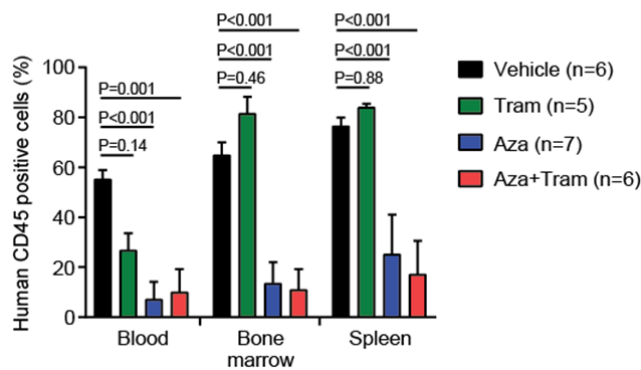 P<0.001
P<0.001
P<0.001
P<0.001
P=0.46
P=0.88
P=0.001
P<0.001
P=0.14
Human CD45 positive cells (%)
100
80
60
40
20
0
Blood
Bone
marrow
Spleen
Vehicle (n=6)
Tram (n=5)
Aza (n=7)
Aza+Tram (n=6)